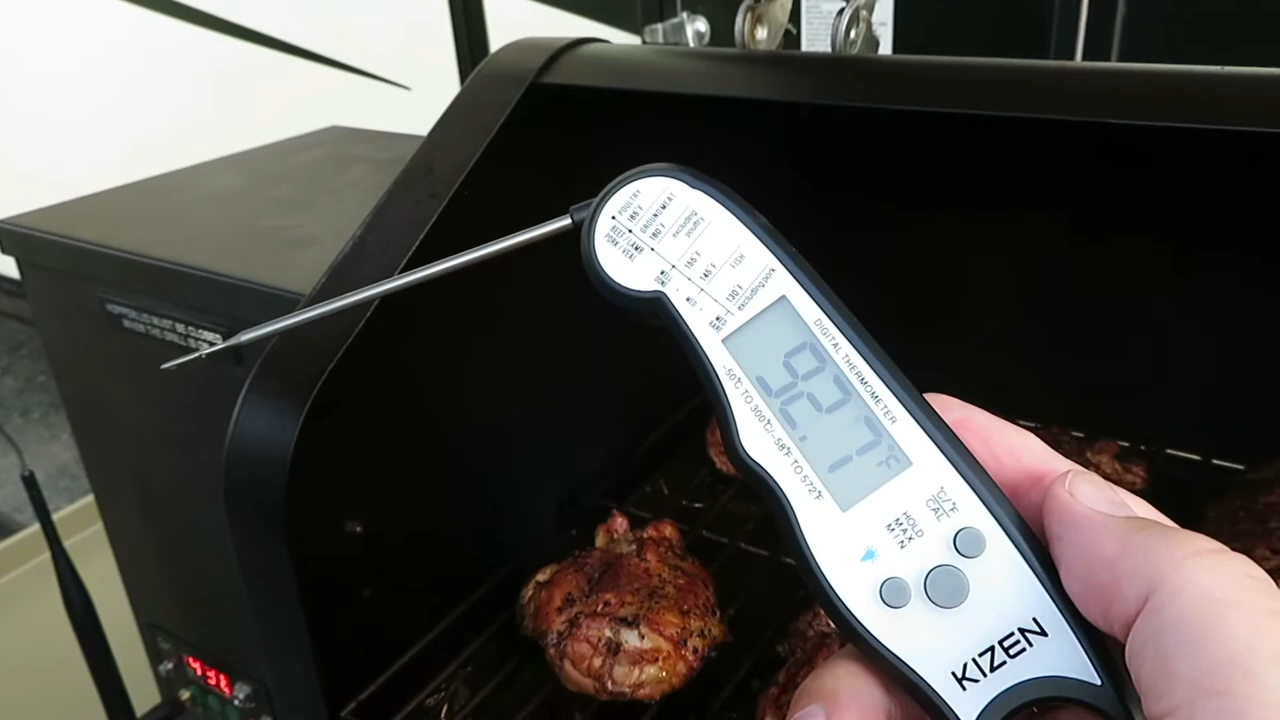 POULTRY
165°F
GROUND MEAT
160°F
excluding
poultry
BEEF/LAMB
PORK/VEAL
155°F
145°F
FISH
130°F
excluding pork
DIGITAL THERMOMETER
92.7°F
-50℃ TO 300℃/-58°F TO 572°F
℃/°F
CAL
HOLD
MAX
MIN
KIZEN
HOPPER LID MUST BE CLOSED
WHEN THE GRILL IS